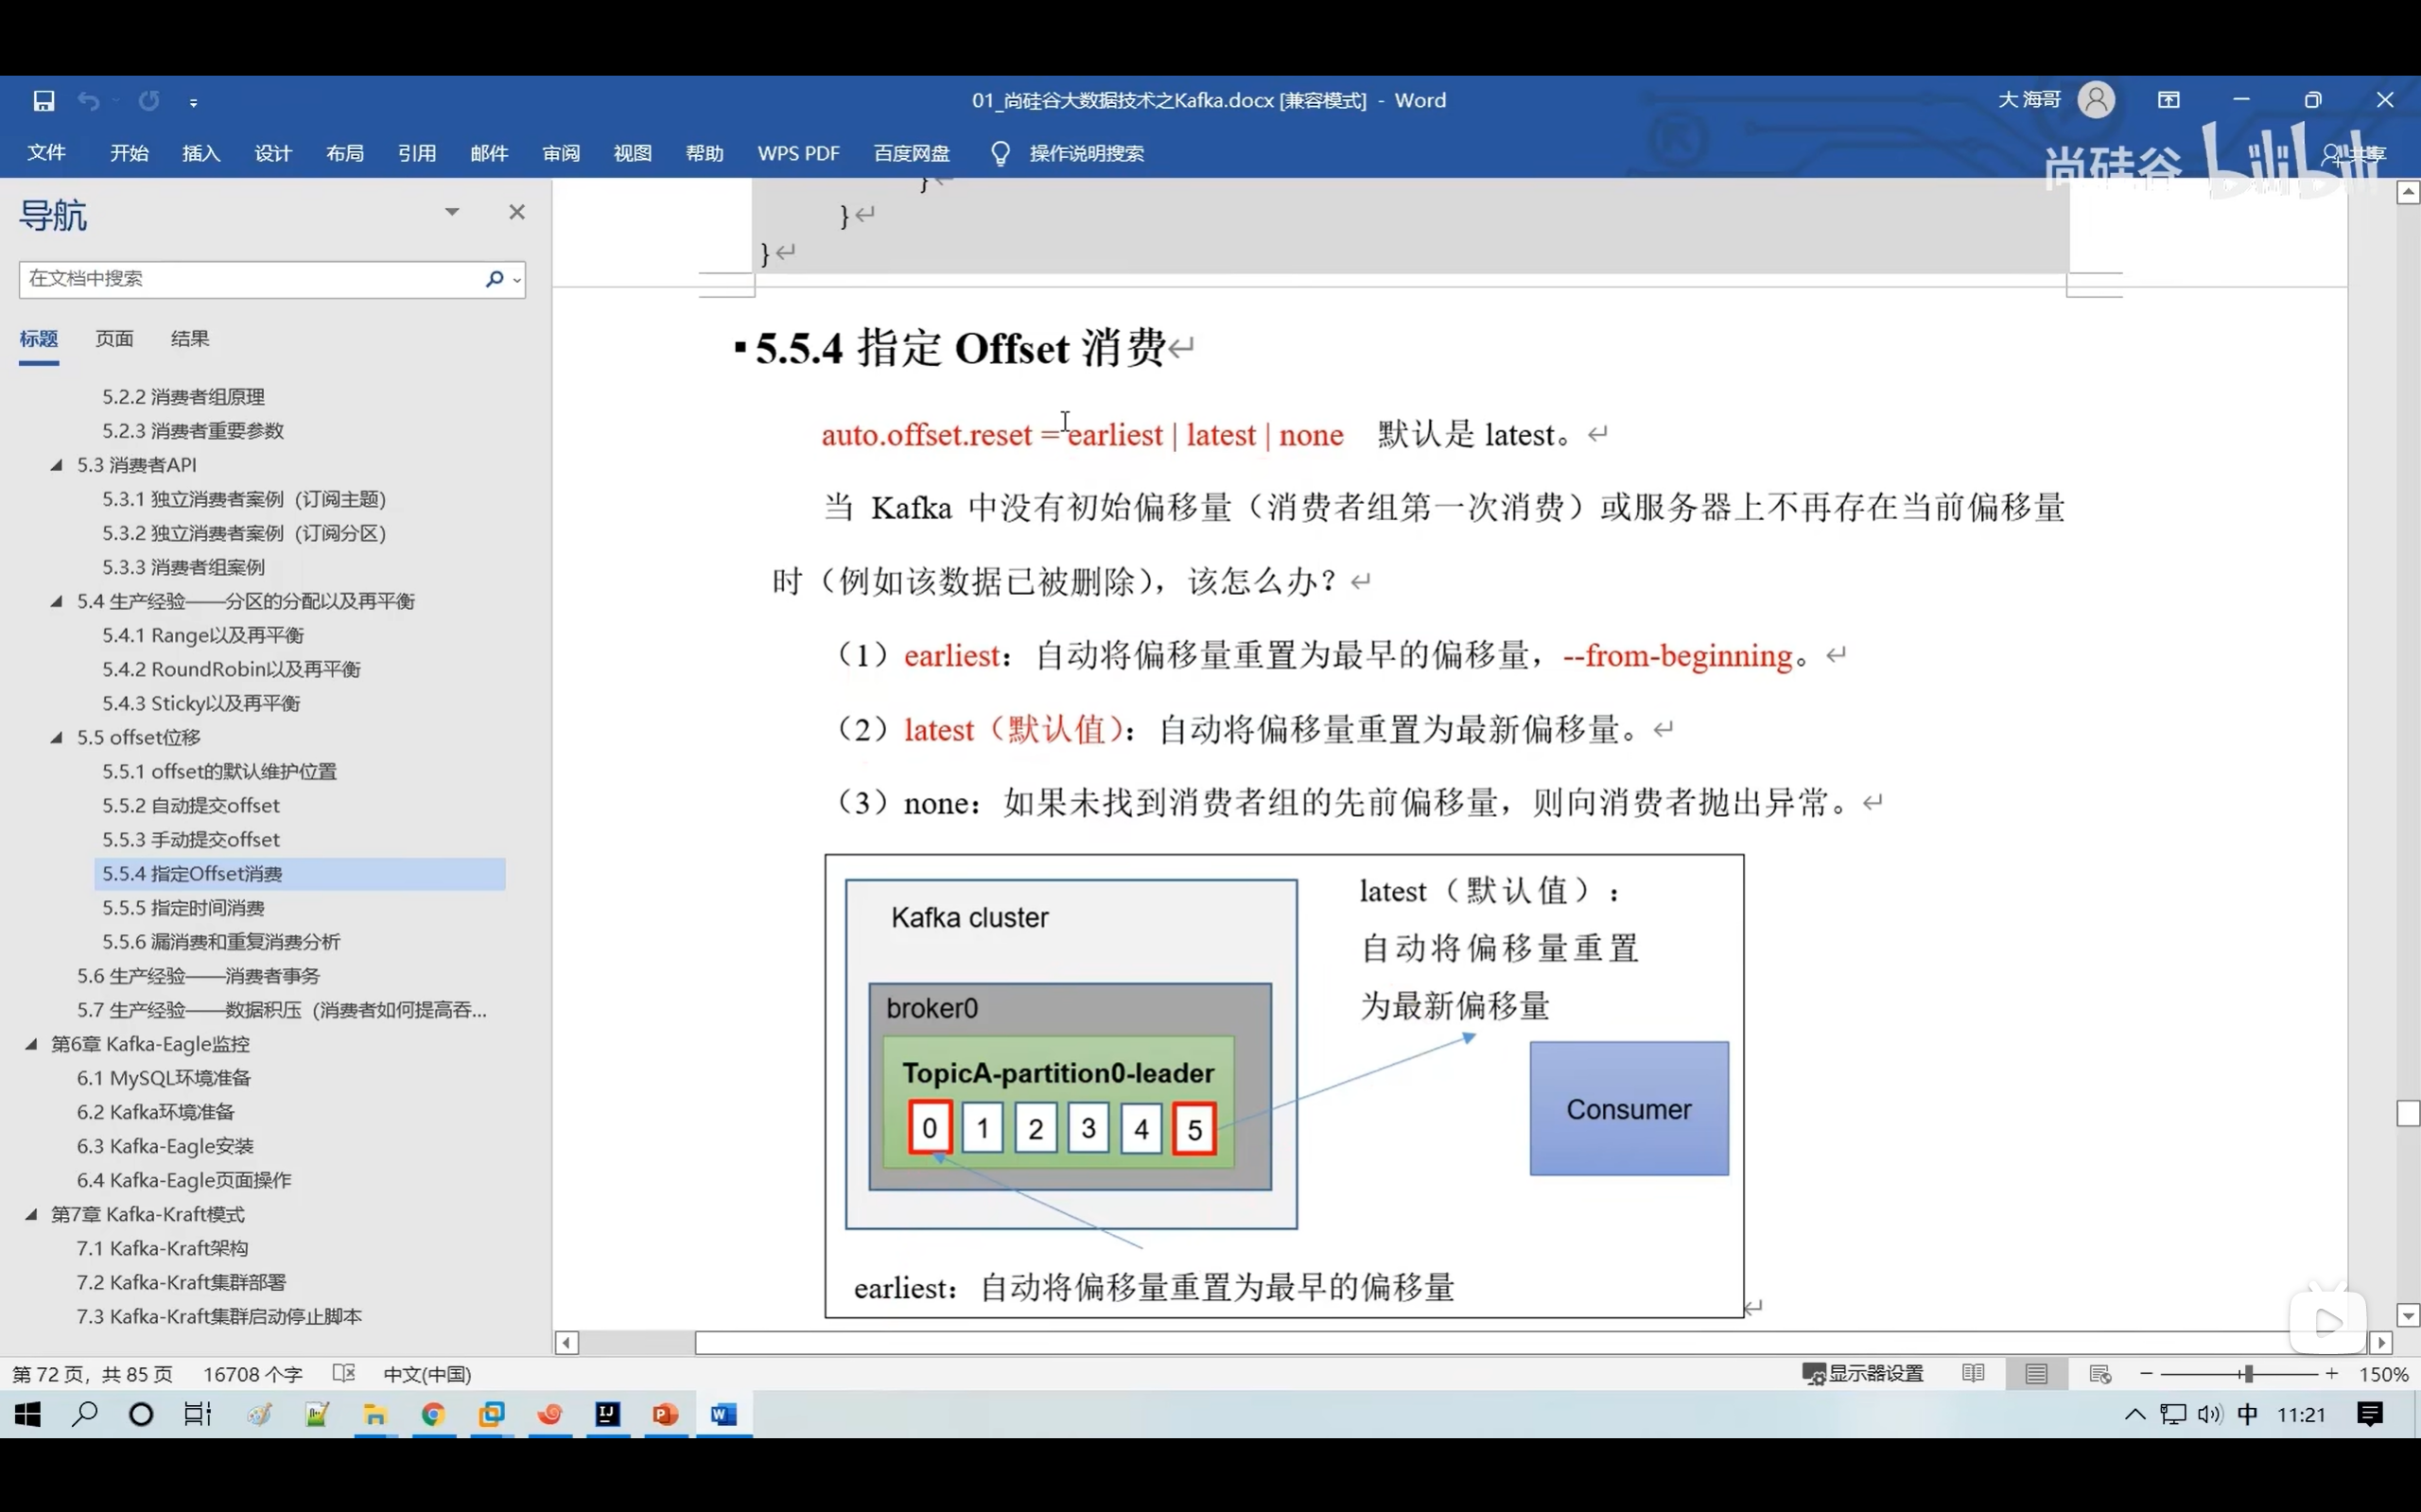 01_尚硅谷大数据技术之Kafka.docx [兼容模式] - Word
大 海哥
文件 开始 插入 设计 布局 引用 邮件 审阅 视图 帮助 WPS PDF 百度网盘 操作说明搜索
共享
尚硅谷 bilibili
导航
在文档中搜索
标题 页面 结果
5.2.2 消费者组原理
5.2.3 消费者重要参数
5.3 消费者API
5.3.1 独立消费者案例（订阅主题）
5.3.2 独立消费者案例（订阅分区）
5.3.3 消费者组案例
5.4 生产经验——分区的分配以及再平衡
5.4.1 Range以及再平衡
5.4.2 RoundRobin以及再平衡
5.4.3 Sticky以及再平衡
5.5 offset位移
5.5.1 offset的默认维护位置
5.5.2 自动提交offset
5.5.3 手动提交offset
5.5.4 指定Offset消费
5.5.5 指定时间消费
5.5.6 漏消费和重复消费分析
5.6 生产经验——消费者事务
5.7 生产经验——数据积压（消费者如何提高吞...
第6章 Kafka-Eagle监控
6.1 MySQL环境准备
6.2 Kafka环境准备
6.3 Kafka-Eagle安装
6.4 Kafka-Eagle页面操作
第7章 Kafka-Kraft模式
7.1 Kafka-Kraft架构
7.2 Kafka-Kraft集群部署
7.3 Kafka-Kraft集群启动停止脚本
}
}
}
5.5.4 指定 Offset 消费
auto.offset.reset = earliest | latest | none 默认是 latest。
当 Kafka 中没有初始偏移量（消费者组第一次消费）或服务器上不再存在当前偏移量
时（例如该数据已被删除），该怎么办？
（1）earliest：自动将偏移量重置为最早的偏移量，--from-beginning。
（2）latest（默认值）：自动将偏移量重置为最新偏移量。
（3）none：如果未找到消费者组的先前偏移量，则向消费者抛出异常。
Kafka cluster
broker0
TopicA-partition0-leader
0 1 2 3 4 5
latest（默认值）：
自动将偏移量重置
为最新偏移量
Consumer
earliest：自动将偏移量重置为最早的偏移量
第 72 页，共 85 页 16708 个字 中文(中国)
显示器设置 150%
中 11:21